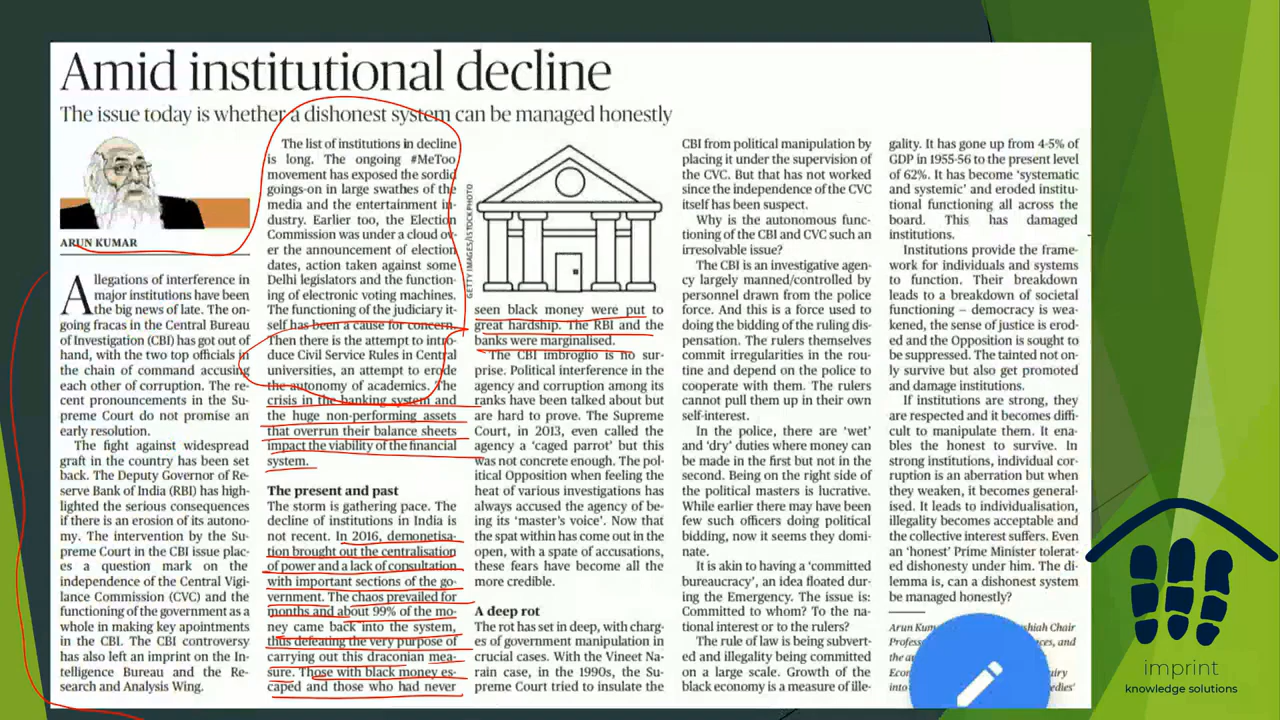 Amid institutional decline
The issue today is whether a dishonest system can be managed honestly
ARUN KUMAR
Allegations of interference in
major institutions have been
the big news of late. The on-
going fracas in the Central Bureau
of Investigation (CBI) has got out of
hand, with the two top officials in
the chain of command accusing
each other of corruption. The re-
cent pronouncements in the Su-
preme Court do not promise an
early resolution.
The fight against widespread
graft in the country has been set
back. The Deputy Governor of Re-
serve Bank of India (RBI) has high-
lighted the serious consequences
if there is an erosion of its autono-
my. The intervention by the Su-
preme Court in the CBI issue plac-
es a question mark on the
independence of the Central Vigi-
lance Commission (CVC) and the
functioning of the government as a
whole in making key apointments
in the CBI. The CBI controversy
has also left an imprint on the In-
telligence Bureau and the Re-
search and Analysis Wing.
The list of institutions in decline
is long. The ongoing #MeToo
movement has exposed the sordid
goings-on in large swathes of the
media and the entertainment in-
dustry. Earlier too, the Election
Commission was under a cloud ov-
er the announcement of election
dates, action taken against some
Delhi legislators and the function-
ing of electronic voting machines.
The functioning of the judiciary it-
self has been a cause for concern.
Then there is the attempt to intro-
duce Civil Service Rules in Central
universities, an attempt to erode
the autonomy of academics. The
crisis in the banking system and
the huge non-performing assets
that overrun their balance sheets
impact the viability of the financial
system.
The present and past
The storm is gathering pace. The
decline of institutions in India is
not recent. In 2016, demonetisa-
tion brought out the centralisation
of power and a lack of consultation
with important sections of the go-
vernment. The chaos prevailed for
months and about 99% of the mo-
ney came back into the system,
thus defeating the very purpose of
carrying out this draconian mea-
sure. Those with black money es-
caped and those who had never
GETTY IMAGES/ISTOCKPHOTO
seen black money were put to
great hardship. The RBI and the
banks were marginalised.
The CBI imbroglio is no sur-
prise. Political interference in the
agency and corruption among its
ranks have been talked about but
are hard to prove. The Supreme
Court, in 2013, even called the
agency a 'caged parrot' but this
was not concrete enough. The pol-
itical Opposition when feeling the
heat of various investigations has
always accused the agency of be-
ing its 'master's voice'. Now that
the spat within has come out in the
open, with a spate of accusations,
these fears have become all the
more credible.
A deep rot
The rot has set in deep, with charg-
es of government manipulation in
crucial cases. With the Vineet Na-
rain case, in the 1990s, the Su-
preme Court tried to insulate the
CBI from political manipulation by
placing it under the supervision of
the CVC. But that has not worked
since the independence of the CVC
itself has been suspect.
Why is the autonomous func-
tioning of the CBI and CVC such an
irresolvable issue?
The CBI is an investigative agen-
cy largely manned/controlled by
personnel drawn from the police
force. And this is a force used to
doing the bidding of the ruling dis-
pensation. The rulers themselves
commit irregularities in the rou-
tine and depend on the police to
cooperate with them. The rulers
cannot pull them up in their own
self-interest.
In the police, there are 'wet'
and 'dry' duties where money can
be made in the first but not in the
second. Being on the right side of
the political masters is lucrative.
While earlier there may have been
few such officers doing political
bidding, now it seems they domi-
nate.
It is akin to having a 'committed
bureaucracy', an idea floated dur-
ing the Emergency. The issue is:
Committed to whom? To the na-
tional interest or to the rulers?
The rule of law is being subvert-
ed and illegality being committed
on a large scale. Growth of the
black economy is a measure of ille-
gality. It has gone up from 4-5% of
GDP in 1955-56 to the present level
of 62%. It has become 'systematic
and systemic' and eroded institu-
tional functioning all across the
board. This has damaged
institutions.
Institutions provide the frame-
work for individuals and systems
to function. Their breakdown
leads to a breakdown of societal
functioning – democracy is wea-
kened, the sense of justice is erod-
ed and the Opposition is sought to
be suppressed. The tainted not on-
ly survive but also get promoted
and damage institutions.
If institutions are strong, they
are respected and it becomes diffi-
cult to manipulate them. It ena-
bles the honest to survive. In
strong institutions, individual cor-
ruption is an aberration but when
they weaken, it becomes general-
ised. It leads to individualisation,
illegality becomes acceptable and
the collective interest suffers. Even
an 'honest' Prime Minister tolerat-
ed dishonesty under him. The di-
lemma is, can a dishonest system
be managed honestly?
Arun Chair
and
the
imprint
knowledge solutions